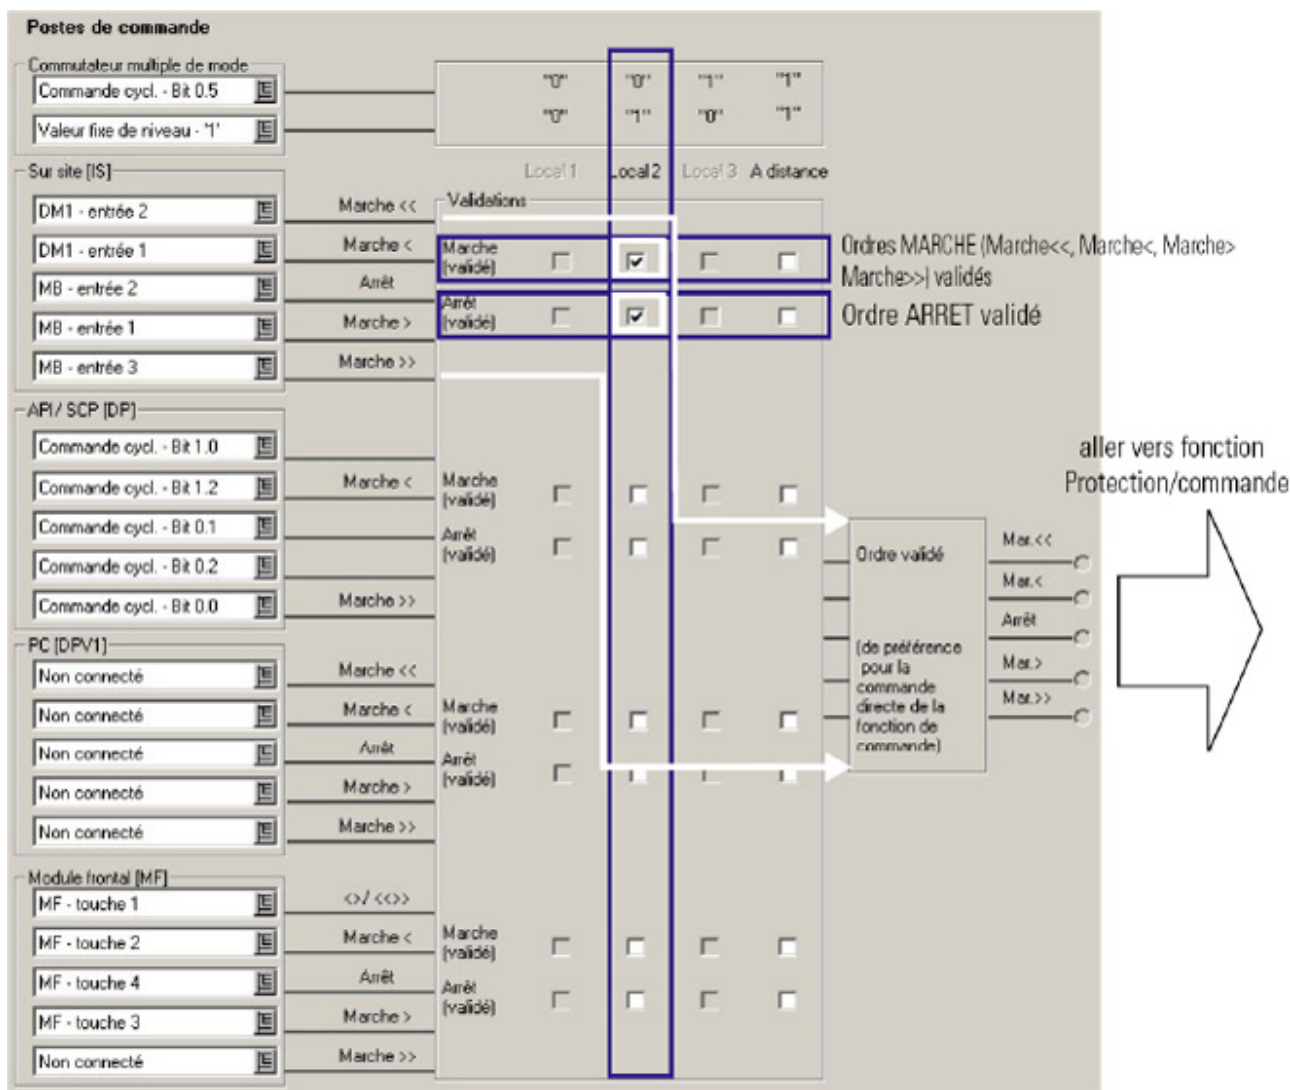 Postes de commande
Commutateur multiple de mode
Commande cycl. - Bit 0.5
"0" "0" "1" "1"
Valeur fixe de niveau - '1'
"0" "1" "0" "1"
Sur site [IS]
Local 1 Local 2 Local 3 A distance
DM1 - entrée 2 Marche <<
Validations
DM1 - entrée 1 Marche < Marche (validé)
Ordres MARCHE (Marche<<, Marche<, Marche>
Marche>>) validés
MB - entrée 2 Arrêt
Arrêt (validé)
Ordre ARRET validé
MB - entrée 1 Marche >
MB - entrée 3 Marche >>
API/ SCP [DP]
Commande cycl. - Bit 1.0
Commande cycl. - Bit 1.2 Marche < Marche (validé)
Commande cycl. - Bit 0.1
Arrêt (validé)
Commande cycl. - Bit 0.2
Commande cycl. - Bit 0.0 Marche >>
aller vers fonction
Protection/commande
Ordre validé
(de préférence
pour la
commande
directe de la
fonction de
commande)
Mar.<<
Mar.<
Arrêt
Mar.>
Mar.>>
PC [DPV1]
Non connecté Marche <<
Non connecté Marche < Marche (validé)
Non connecté Arrêt
Arrêt (validé)
Non connecté Marche >
Non connecté Marche >>
Module frontal [MF]
MF - touche 1 <>/ <<>>
MF - touche 2 Marche < Marche (validé)
MF - touche 4 Arrêt
Arrêt (validé)
MF - touche 3 Marche >
Non connecté Marche >>